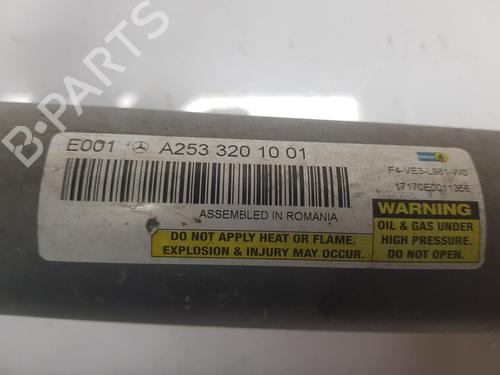 B-Parts
E001 A253 320 10 01
F4-VE3-L981-W0
17170E0011366
ASSEMBLED IN ROMANIA
DO NOT APPLY HEAT OR FLAME.
EXPLOSION & INJURY MAY OCCUR.
WARNING
OIL & GAS UNDER
HIGH PRESSURE.
DO NOT OPEN.